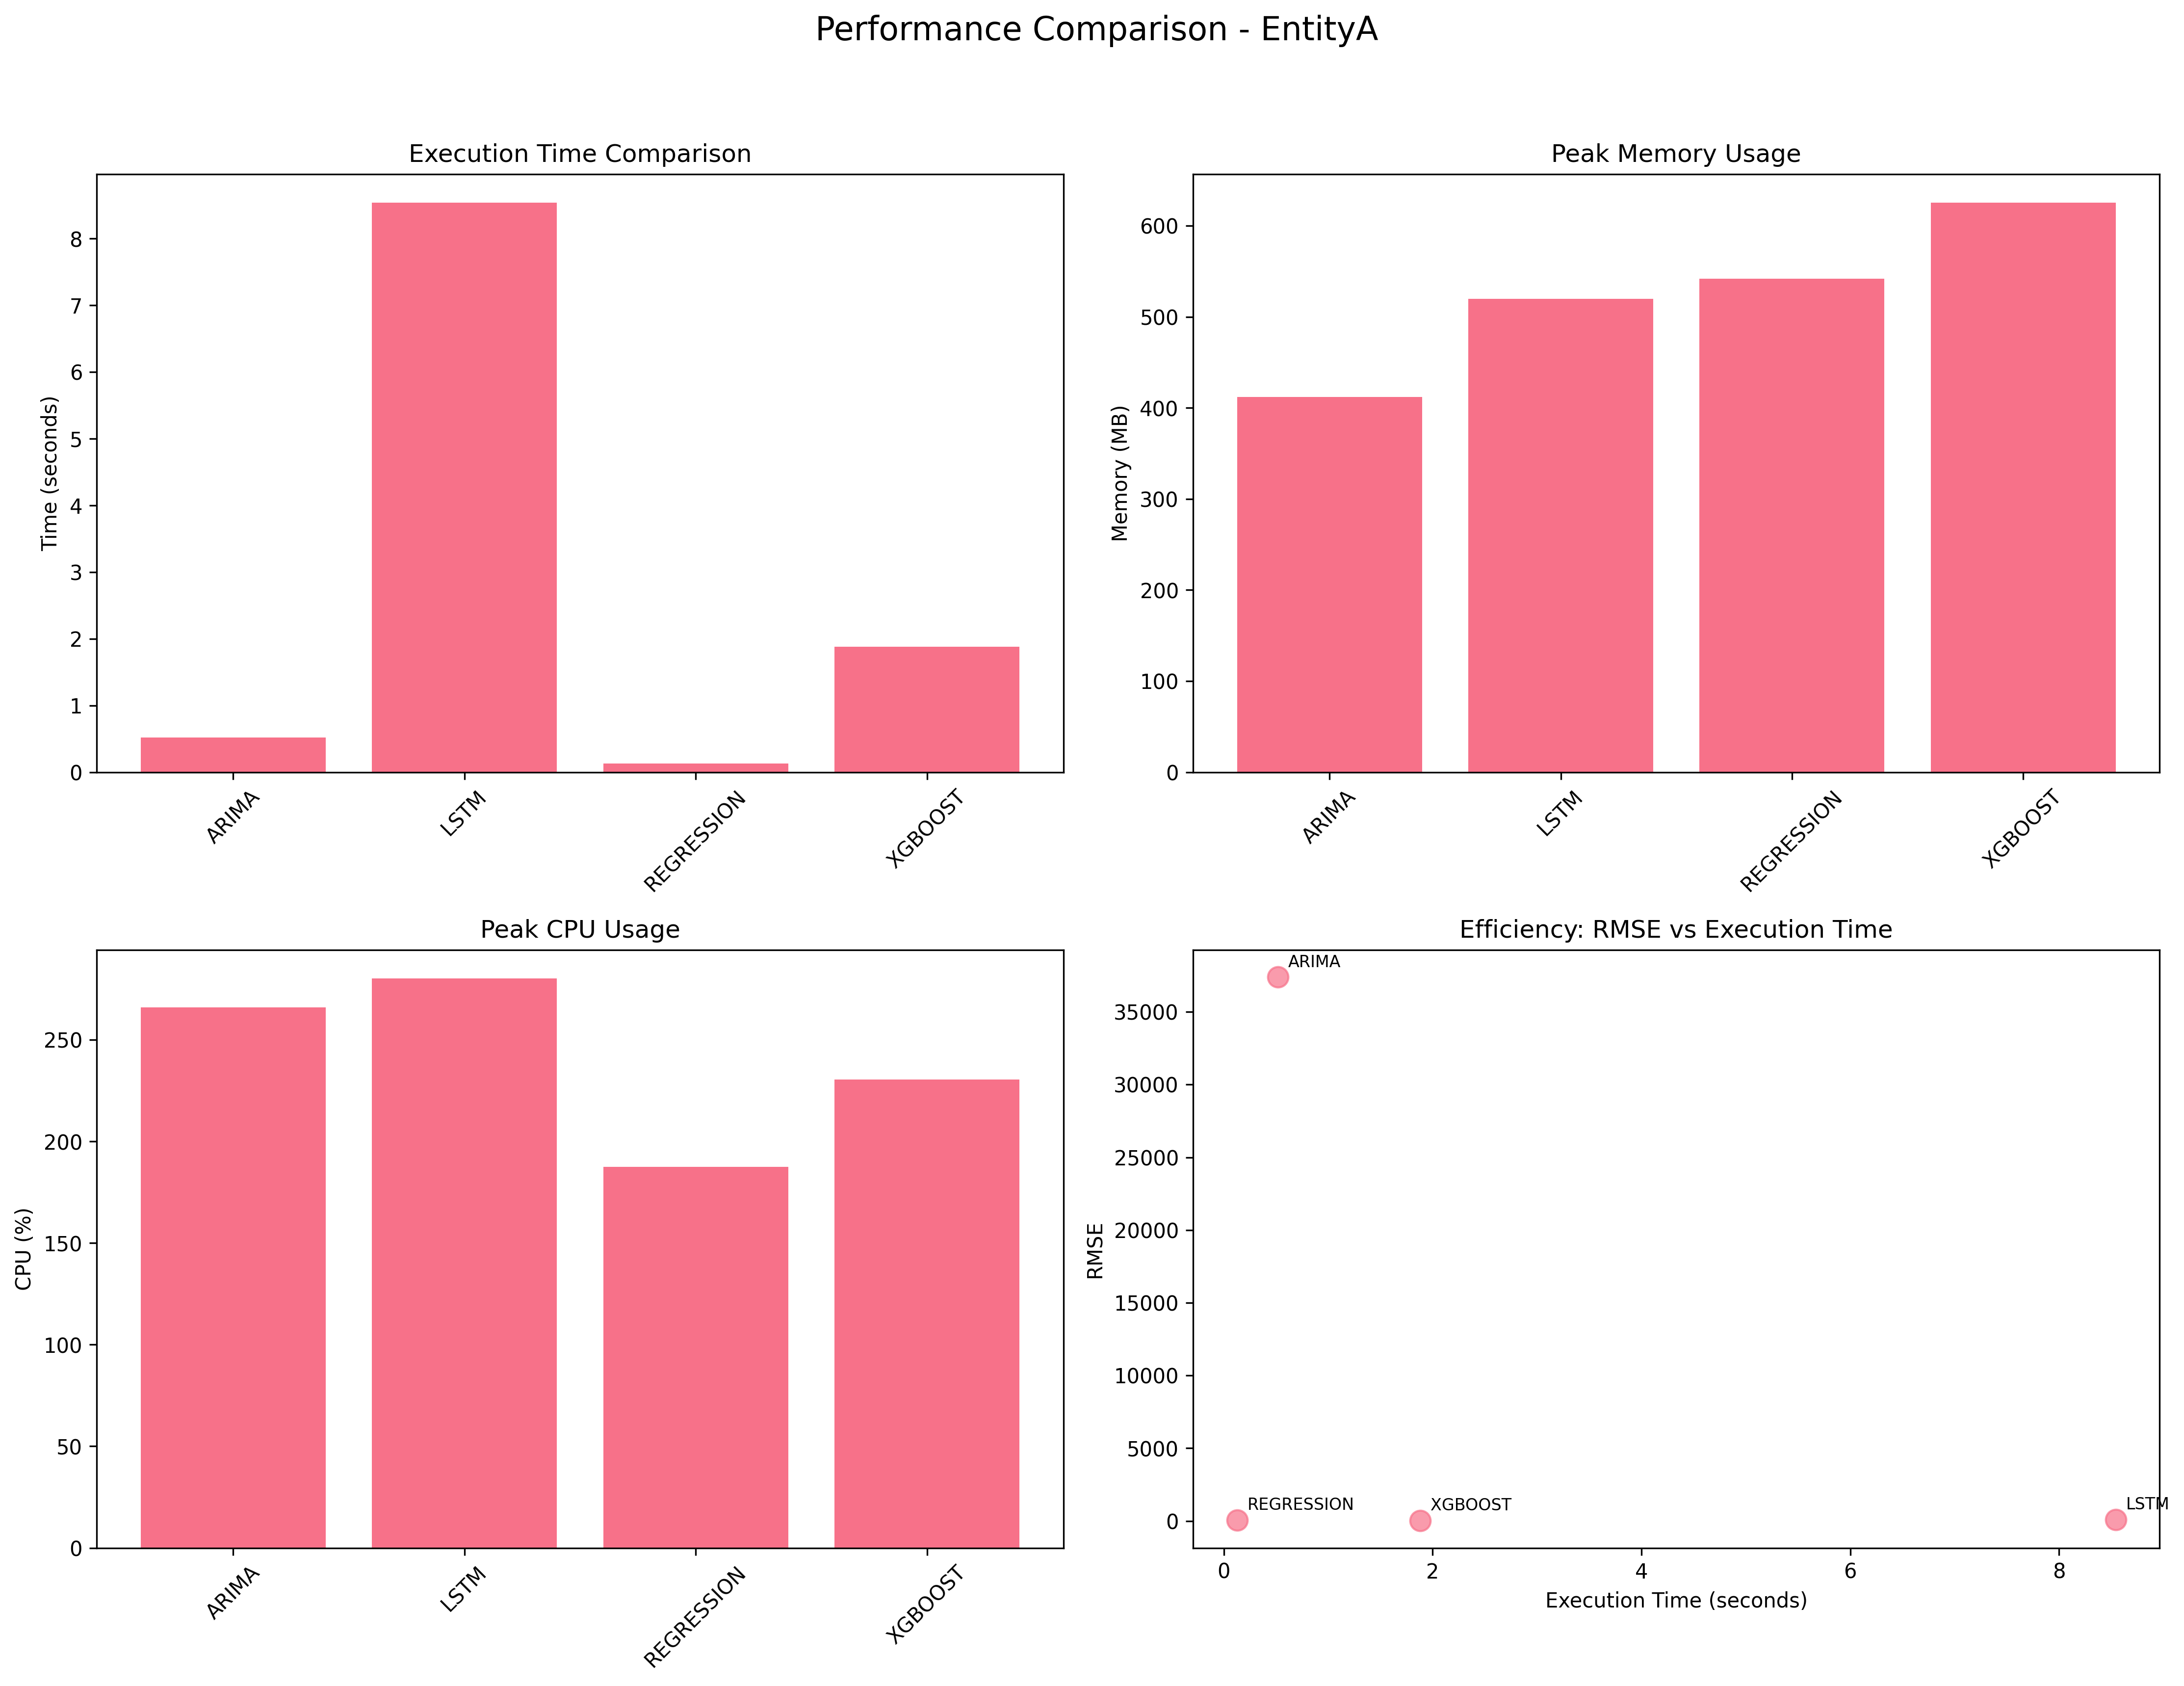 Performance Comparison - EntityA
Execution Time Comparison
Time (seconds)
8
7
6
5
4
3
2
1
0
ARIMA
LSTM
REGRESSION
XGBOOST
Peak Memory Usage
Memory (MB)
600
500
400
300
200
100
0
ARIMA
LSTM
REGRESSION
XGBOOST
Peak CPU Usage
CPU (%)
250
200
150
100
50
0
ARIMA
LSTM
REGRESSION
XGBOOST
Efficiency: RMSE vs Execution Time
RMSE
35000
30000
25000
20000
15000
10000
5000
0
ARIMA
REGRESSION
XGBOOST
LSTM
0
2
4
6
8
Execution Time (seconds)